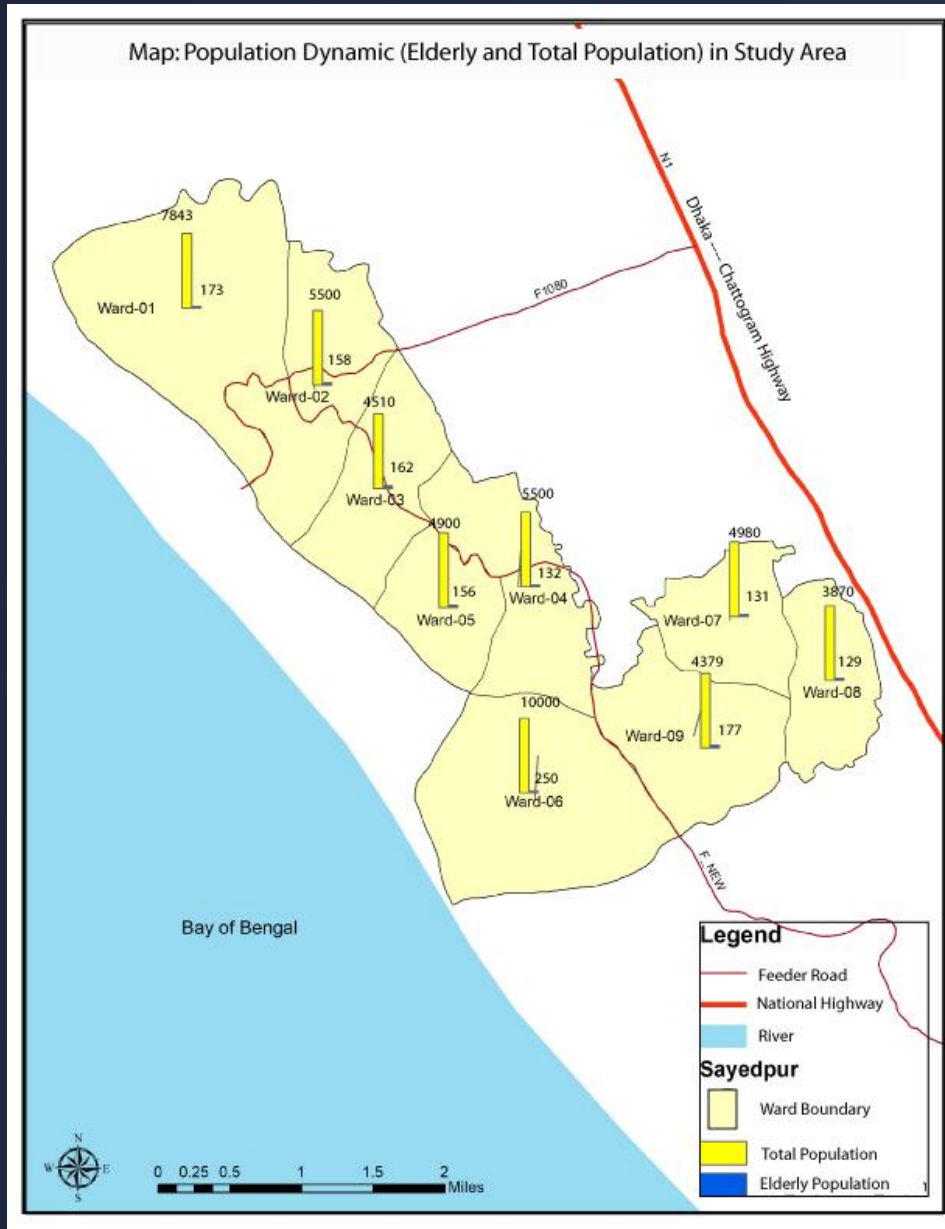 Map: Population Dynamic (Elderly and Total Population) in Study Area
N1
Dhaka ---- Chattogram Highway
7843
173
Ward-01
F1080
5500
158
Warrd-02
4510
162
Ward-03
5500
132
Ward-04
4900
156
Ward-05
4980
131
Ward-07
3870
129
Ward-08
4379
177
Ward-09
10000
250
Ward-06
F_NEW
Bay of Bengal
Legend
Feeder Road
National Highway
River
Sayedpur
Ward Boundary
Total Population
Elderly Population
1
N
W E
S
0 0.25 0.5 1 1.5 2
Miles